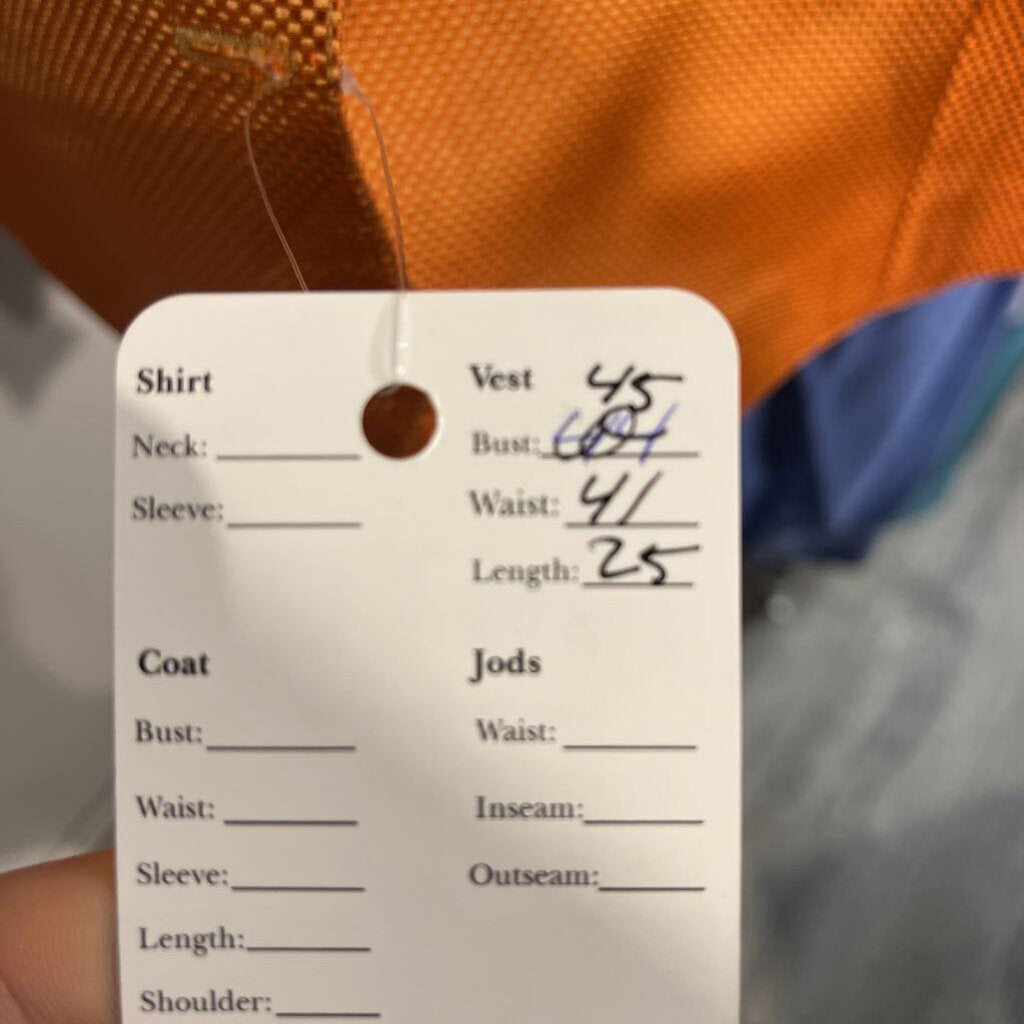 Shirt
Neck:
Sleeve:
Vest 45
Bust:
Waist: 41
Length: 25
Coat
Bust:
Waist:
Sleeve:
Length:
Shoulder:
Jods
Waist:
Inseam:
Outseam: